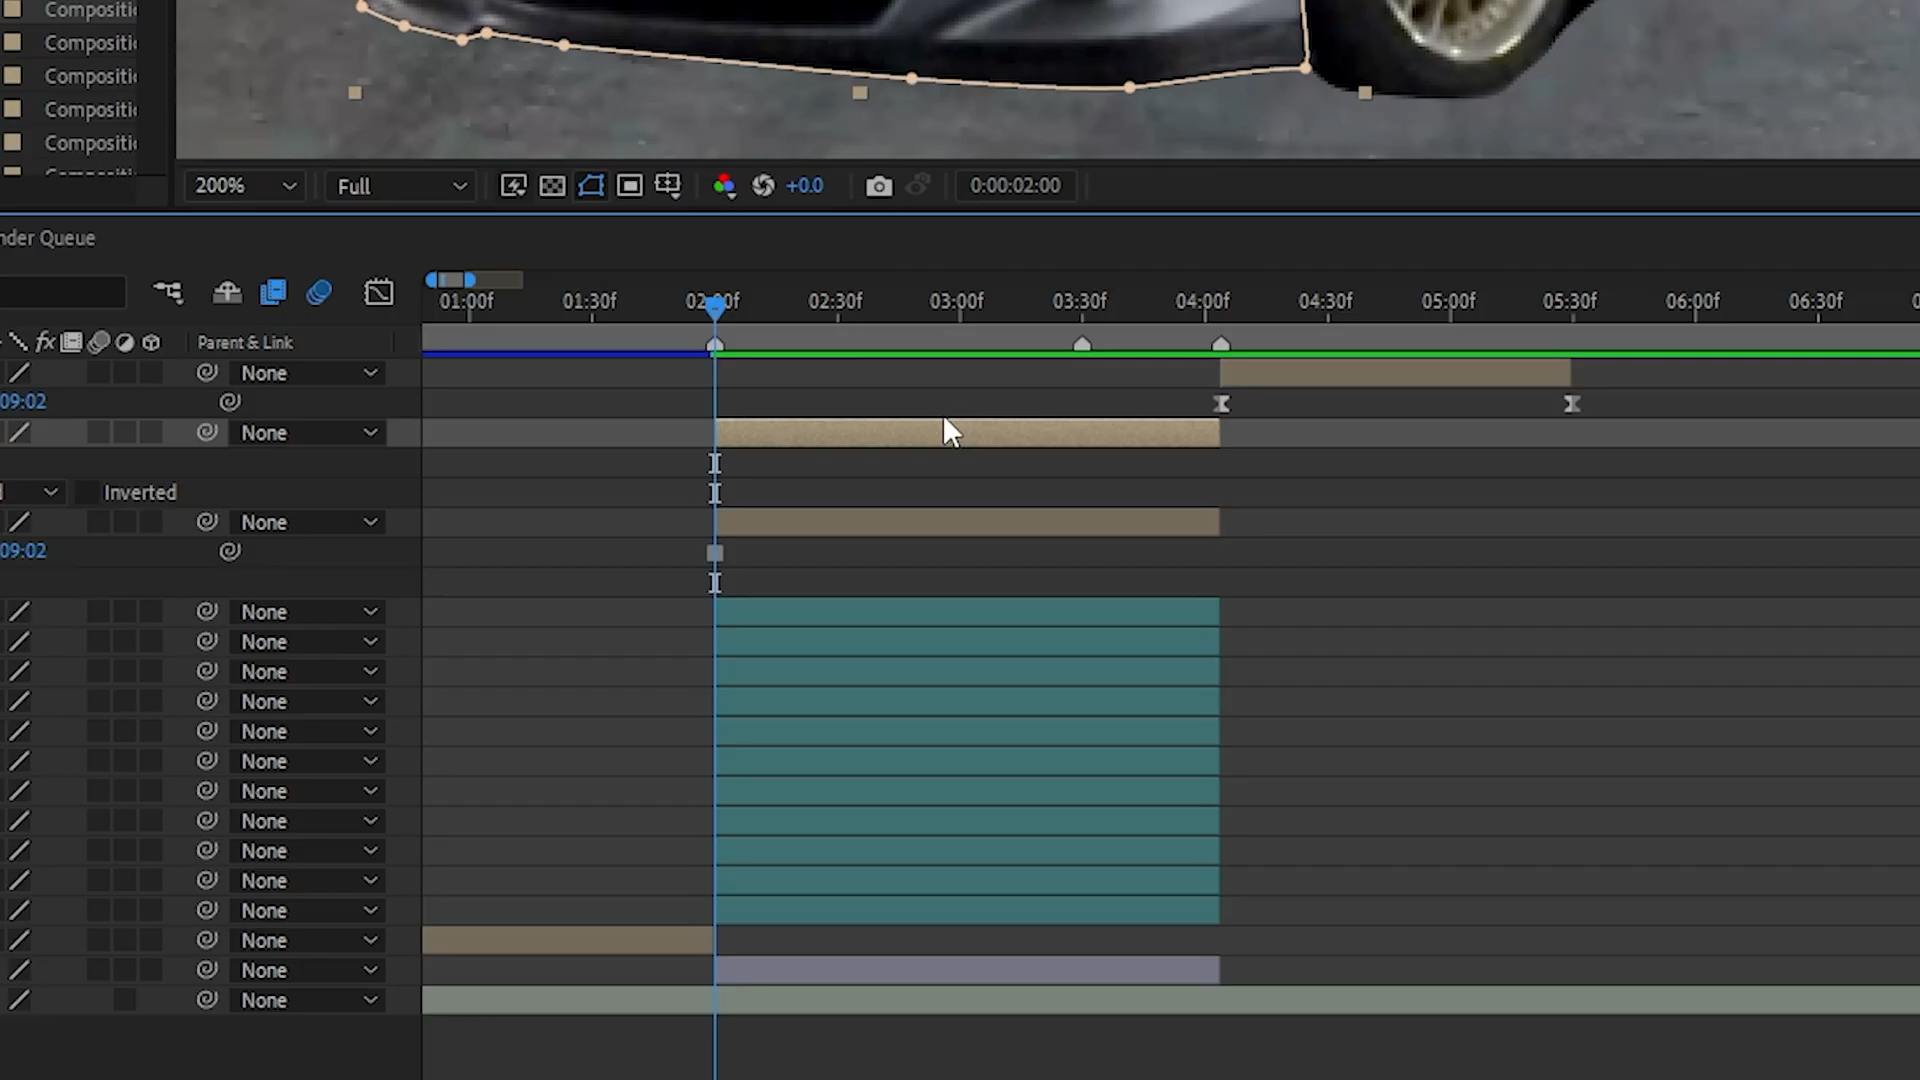 Compositi
Compositi
Compositi
Compositi
Compositi
200% Full +0.0 0:00:02:00
nder Queue
01:00f 01:30f 02:00f 02:30f 03:00f 03:30f 04:00f 04:30f 05:00f 05:30f 06:00f 06:30f
fx Parent & Link
None
09:02
None
Inverted
None
09:02
None
None
None
None
None
None
None
None
None
None
None
None
None
None